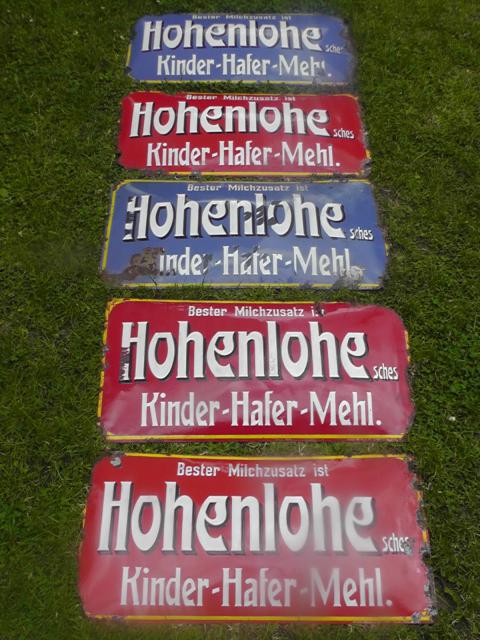 Bester Milchzusatz ist
Hohenlohe sches
Kinder-Hafer-Mehl.
Bester Milchzusatz ist
Hohenlohe sches
Kinder-Hafer-Mehl.
Bester Milchzusatz ist
Hohenlohe sches
inder-Hafer-Mehl.
Bester Milchzusatz ist
Hohenlohe sches
Kinder-Hafer-Mehl.
Bester Milchzusatz ist
Hohenlohe sches
Kinder-Hafer-Mehl.